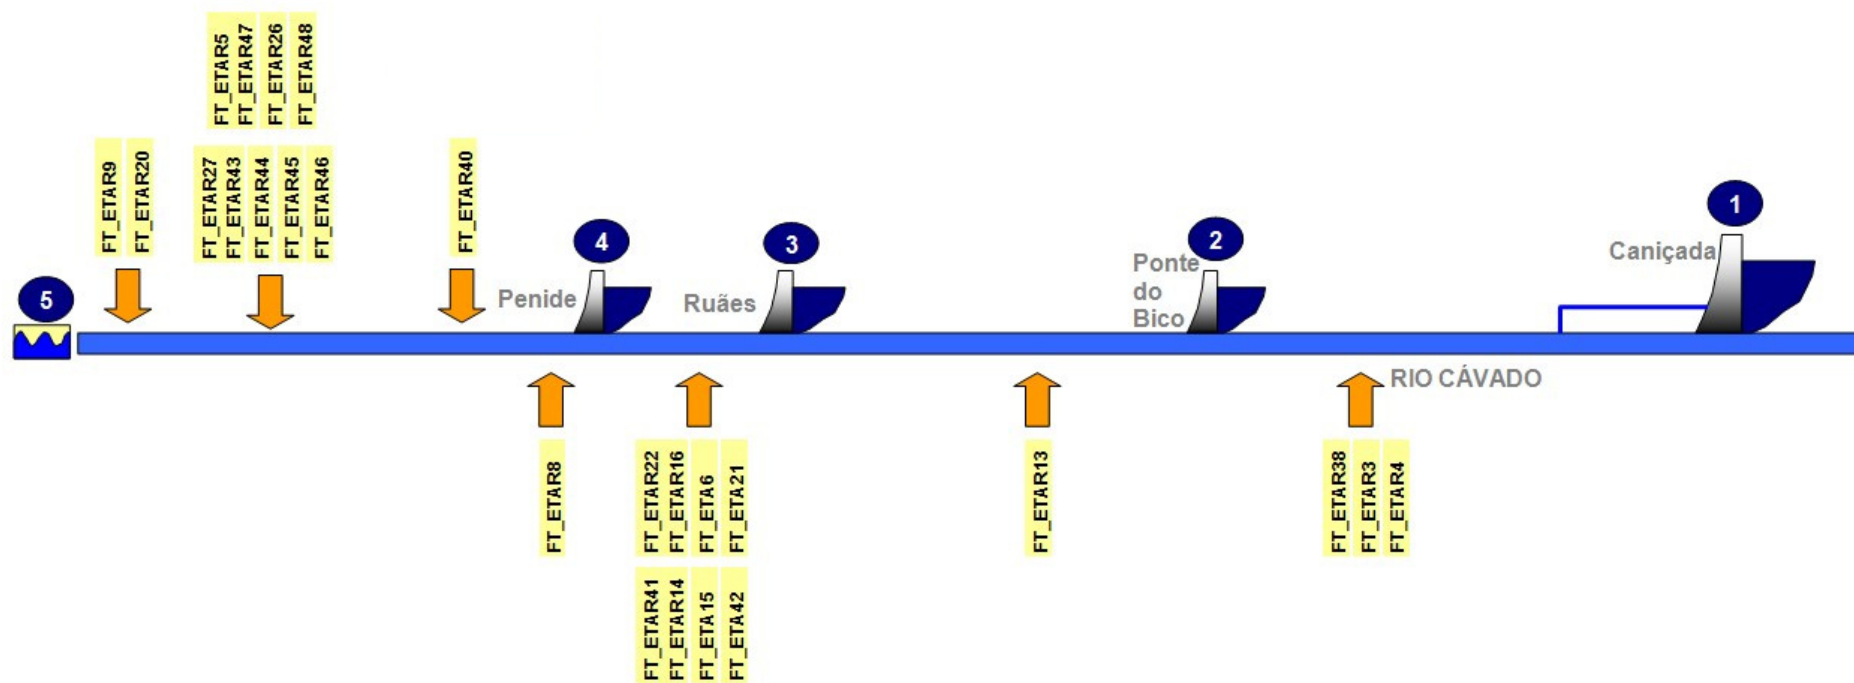 FT_ETAR5
FT_ETAR47
FT_ETAR26
FT_ETAR48
FT_ETAR9
FT_ETAR20
FT_ETAR27
FT_ETAR43
FT_ETAR44
FT_ETAR45
FT_ETAR46
FT_ETAR40
1
2
3
4
5
Caniçada
Ponte
do
Bico
Ruães
Penide
RIO CÁVADO
FT_ETAR8
FT_ETAR22
FT_ETAR16
FT_ETA6
FT_ETA21
FT_ETAR41
FT_ETAR14
FT_ETA15
FT_ETA42
FT_ETAR13
FT_ETAR38
FT_ETAR3
FT_ETAR4